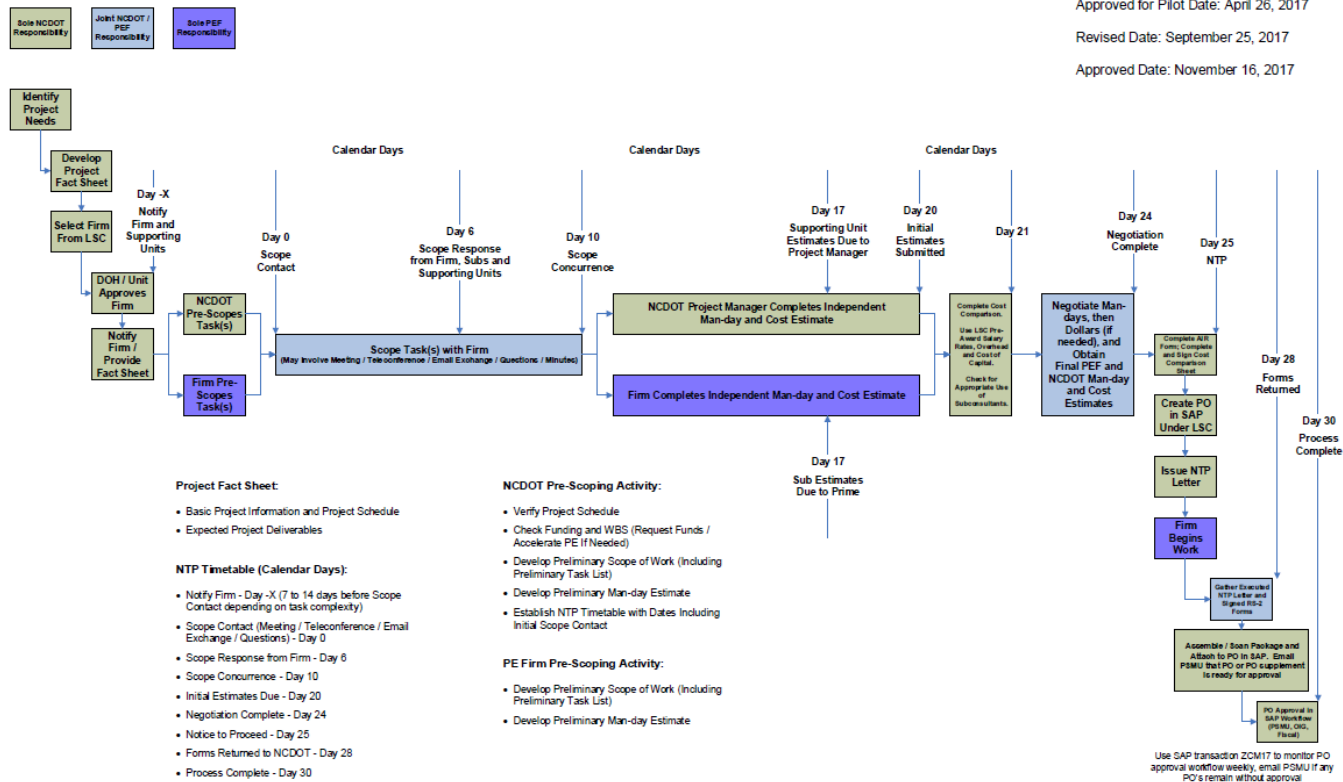 Approved for Pilot Date: April 26, 2017
Revised Date: September 25, 2017
Approved Date: November 16, 2017
Sole NCDOT
Responsibility
Joint NCDOT /
PEF
Responsibility
Sole PEF
Responsibility
Identify
Project
Needs
Develop
Project
Fact Sheet
Select Firm
From LSC
DOH / Unit
Approves
Firm
Notify
Firm /
Provide
Fact Sheet
Day -X
Notify
Firm and
Supporting
Units
NCDOT
Pre-Scopes
Task(s)
Firm Pre-
Scopes
Task(s)
Calendar Days
Calendar Days
Calendar Days
Day 0
Scope
Contact
Day 6
Scope Response
from Firm, Subs and
Supporting Units
Day 10
Scope
Concurrence
Scope Task(s) with Firm
(May Involve Meeting / Teleconference / Email Exchange / Questions / Minutes)
Day 17
Supporting Unit
Estimates Due to
Project Manager
Day 20
Initial
Estimates
Submitted
NCDOT Project Manager Completes Independent
Man-day and Cost Estimate
Firm Completes Independent Man-day and Cost Estimate
Day 17
Sub Estimates
Due to Prime
Day 21
Complete Cost
Comparison.
Use LSC Pre-
Award Salary
Rates, Overhead
and Cost of
Capital.
Check for
Appropriate Use
of
Subconsultants.
Day 24
Negotiation
Complete
Negotiate Man-
days, then
Dollars (if
needed), and
Obtain
Final PEF and
NCDOT Man-day
and Cost
Estimates
Day 25
NTP
Complete AIR
Form; Complete
and Sign Cost
Comparison
Sheet
Create PO
in SAP
Under LSC
Issue NTP
Letter
Firm
Begins
Work
Day 28
Forms
Returned
Gather Executed
NTP Letter and
Signed RS-2
Forms
Day 30
Process
Complete
Assemble / Scan Package and
Attach to PO in SAP. Email
PSMU that PO or PO supplement
is ready for approval
PO Approval in
SAP Workflow
(PSMU, OIG,
Fiscal)
Use SAP transaction ZCM17 to monitor PO
approval workflow weekly, email PSMU if any
PO's remain without approval
Project Fact Sheet:
• Basic Project Information and Project Schedule
• Expected Project Deliverables
NTP Timetable (Calendar Days):
• Notify Firm - Day -X (7 to 14 days before Scope
Contact depending on task complexity)
• Scope Contact (Meeting / Teleconference / Email
Exchange / Questions) - Day 0
• Scope Response from Firm - Day 6
• Scope Concurrence - Day 10
• Initial Estimates Due - Day 20
• Negotiation Complete - Day 24
• Notice to Proceed - Day 25
• Forms Returned to NCDOT - Day 28
• Process Complete - Day 30
NCDOT Pre-Scoping Activity:
• Verify Project Schedule
• Check Funding and WBS (Request Funds /
Accelerate PE If Needed)
• Develop Preliminary Scope of Work (Including
Preliminary Task List)
• Develop Preliminary Man-day Estimate
• Establish NTP Timetable with Dates Including
Initial Scope Contact
PE Firm Pre-Scoping Activity:
• Develop Preliminary Scope of Work (Including
Preliminary Task List)
• Develop Preliminary Man-day Estimate